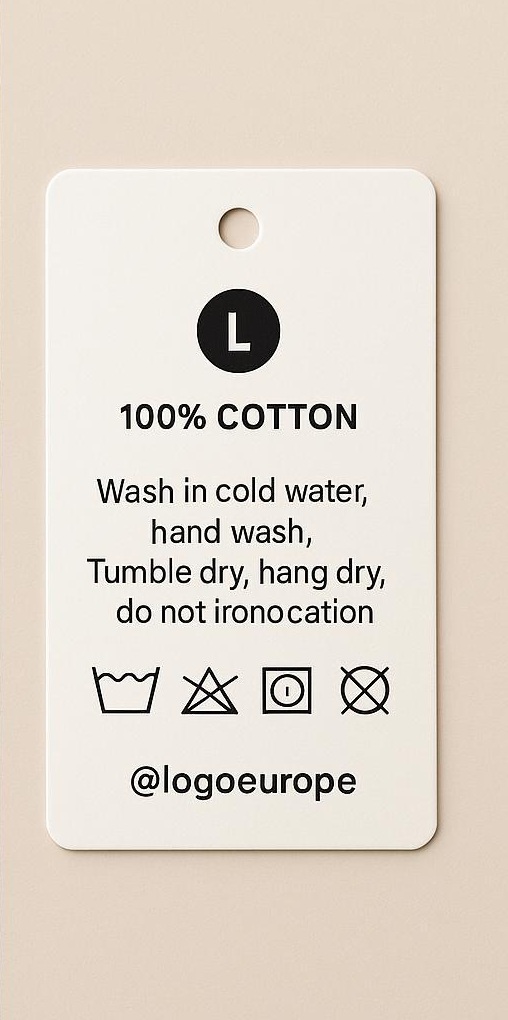 L
100% COTTON
Wash in cold water,
hand wash,
Tumble dry, hang dry,
do not ironocation
@logoeurope